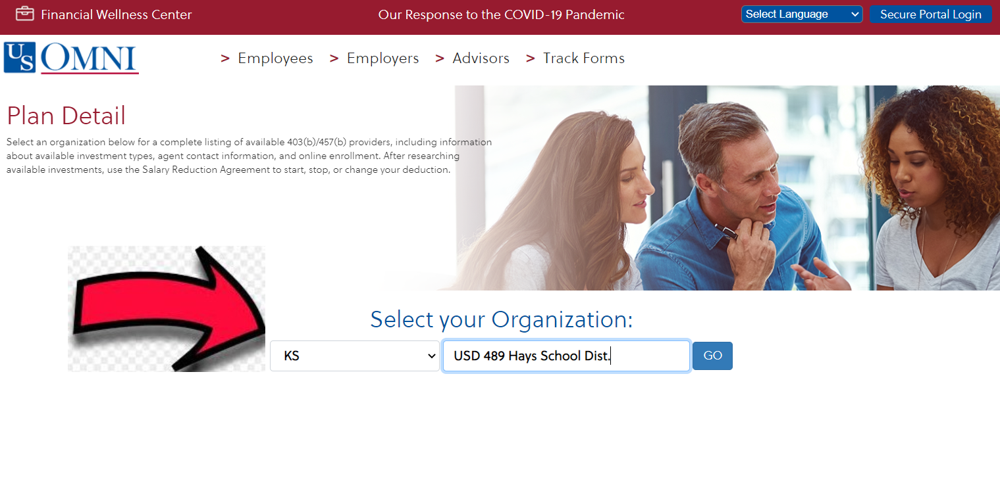 Financial Wellness Center
Our Response to the COVID-19 Pandemic
Select Language
Secure Portal Login
US OMNI
> Employees > Employers > Advisors > Track Forms
Plan Detail
Select an organization below for a complete listing of available 403(b)/457(b) providers, including information
about available investment types, agent contact information, and online enrollment. After researching
available investments, use the Salary Reduction Agreement to start, stop, or change your deduction.
Select your Organization:
KS
USD 489 Hays School Dist.
GO